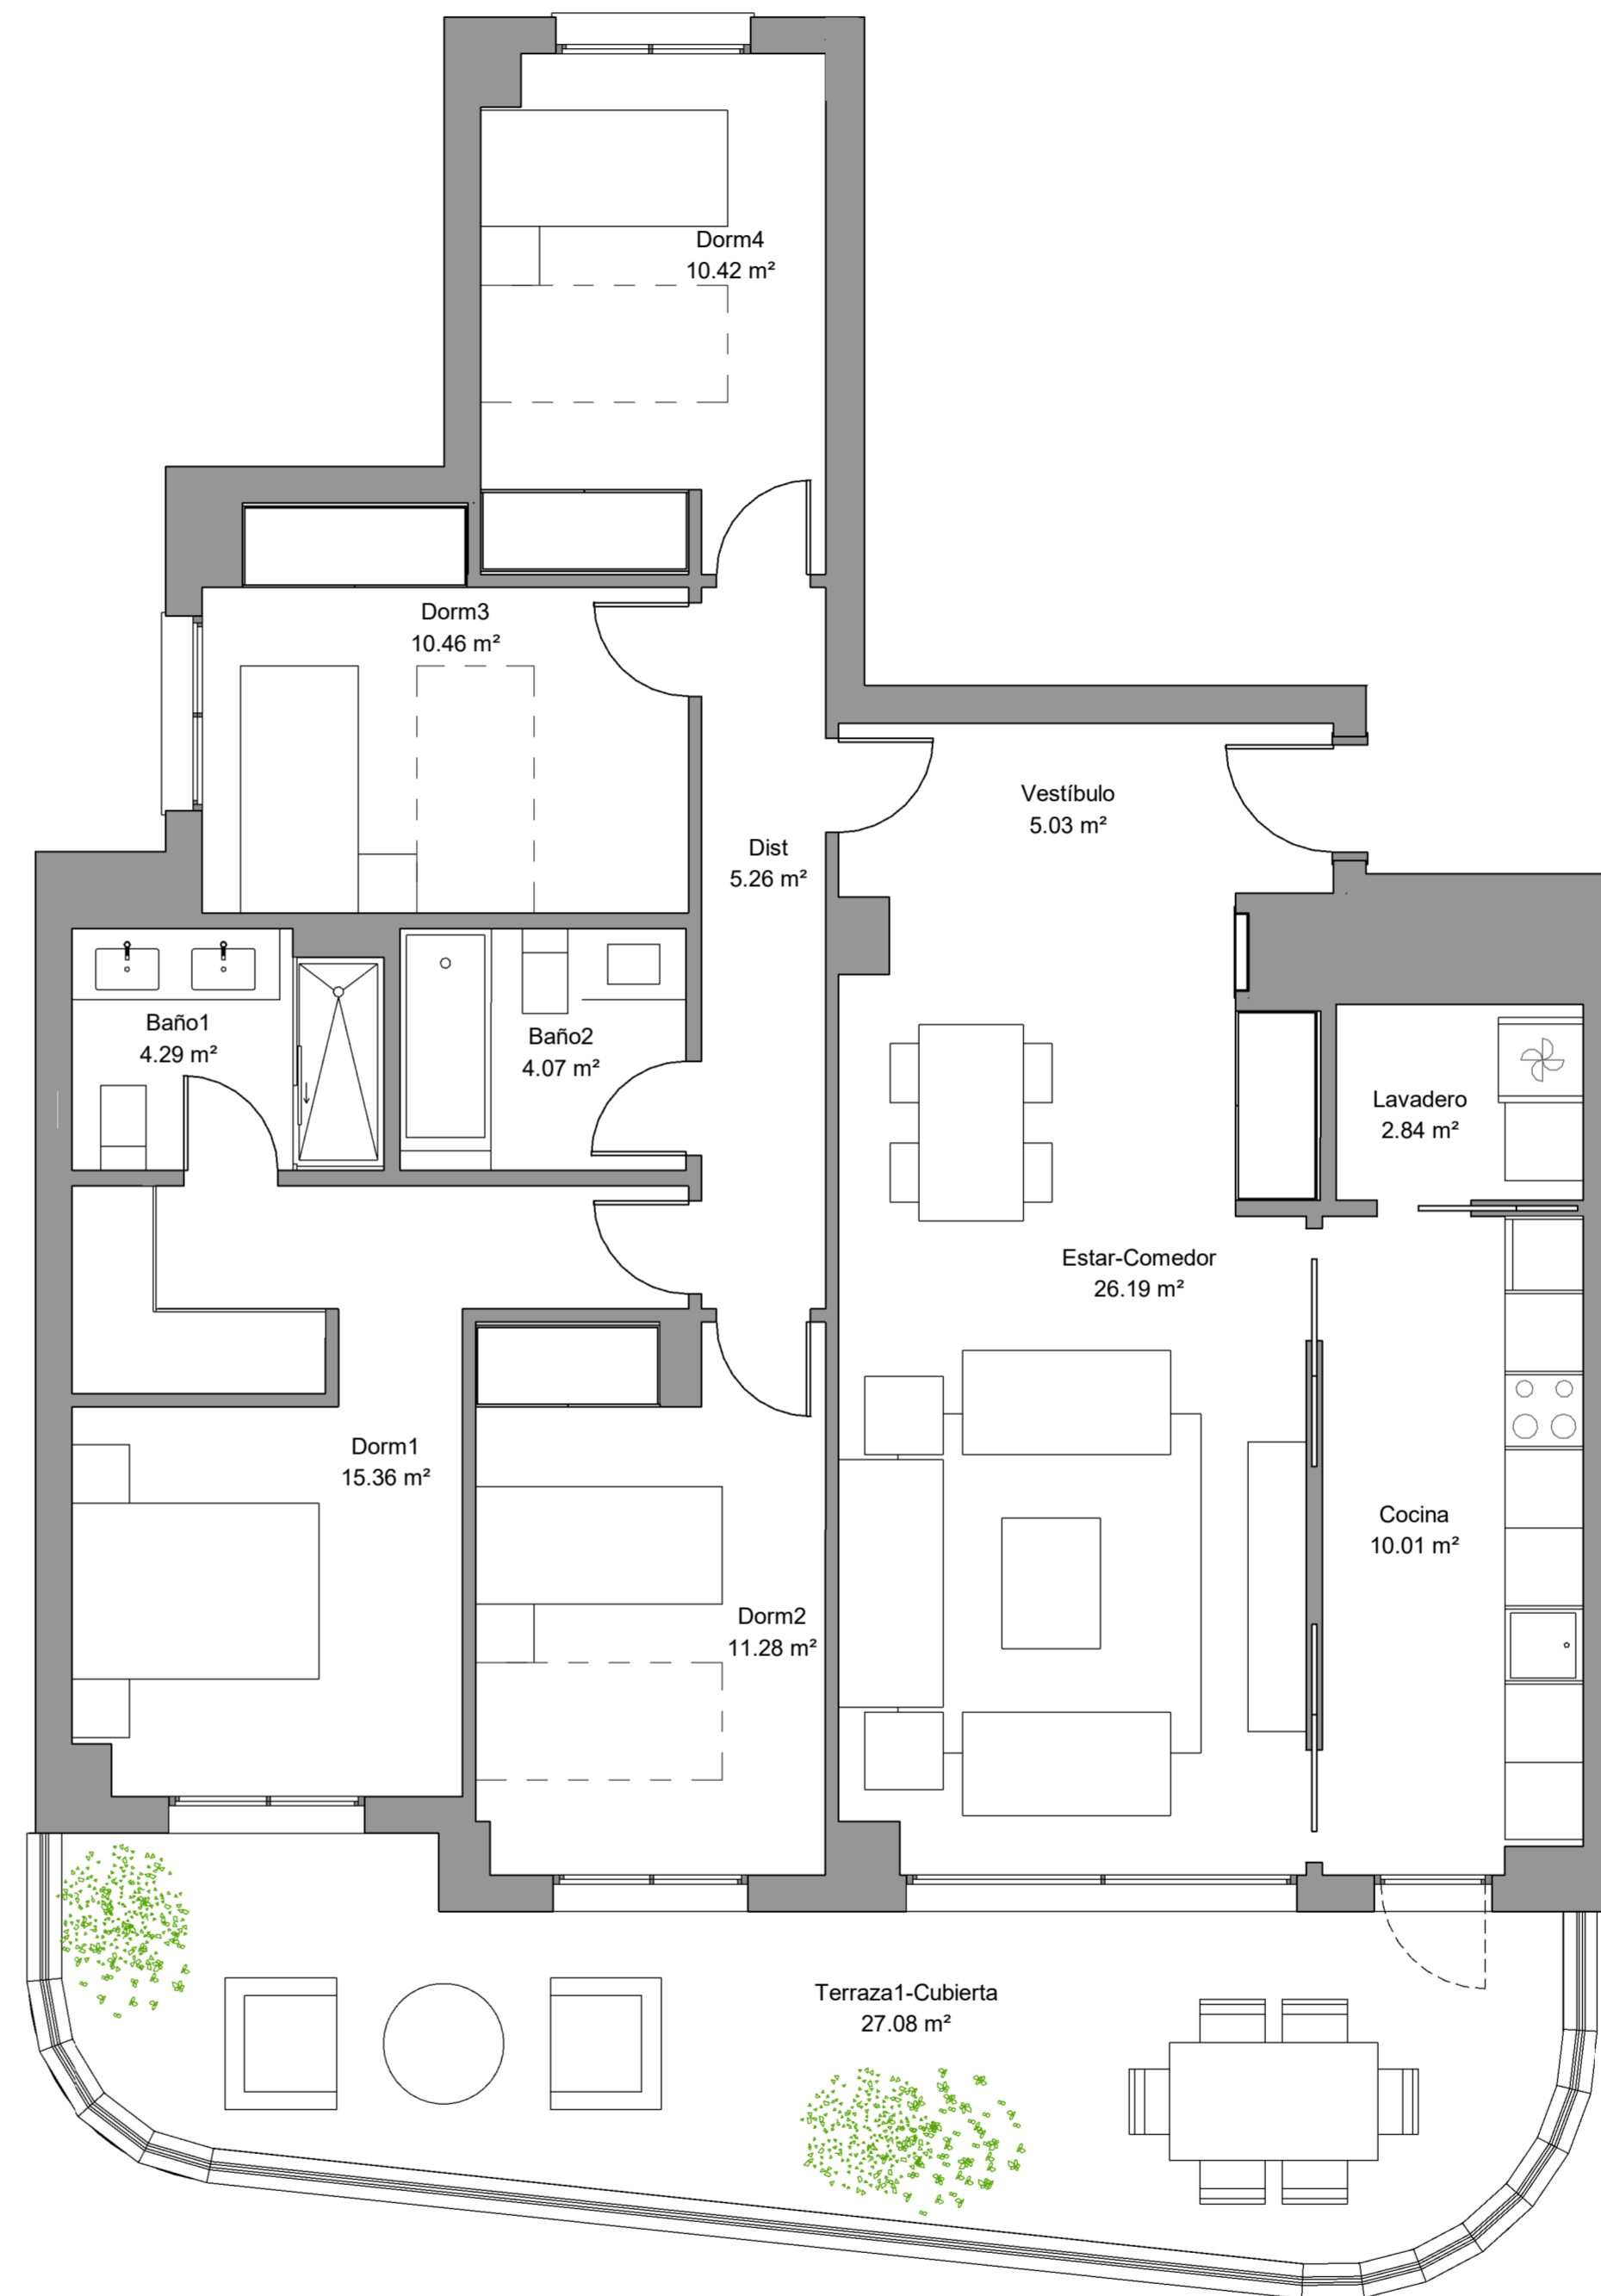 Dorm4
10.42 m²
Dorm3
10.46 m²
Vestíbulo
5.03 m²
Dist
5.26 m²
Baño1
4.29 m²
Baño2
4.07 m²
Lavadero
2.84 m²
Estar-Comedor
26.19 m²
Dorm1
15.36 m²
Cocina
10.01 m²
Dorm2
11.28 m²
Terraza1-Cubierta
27.08 m²